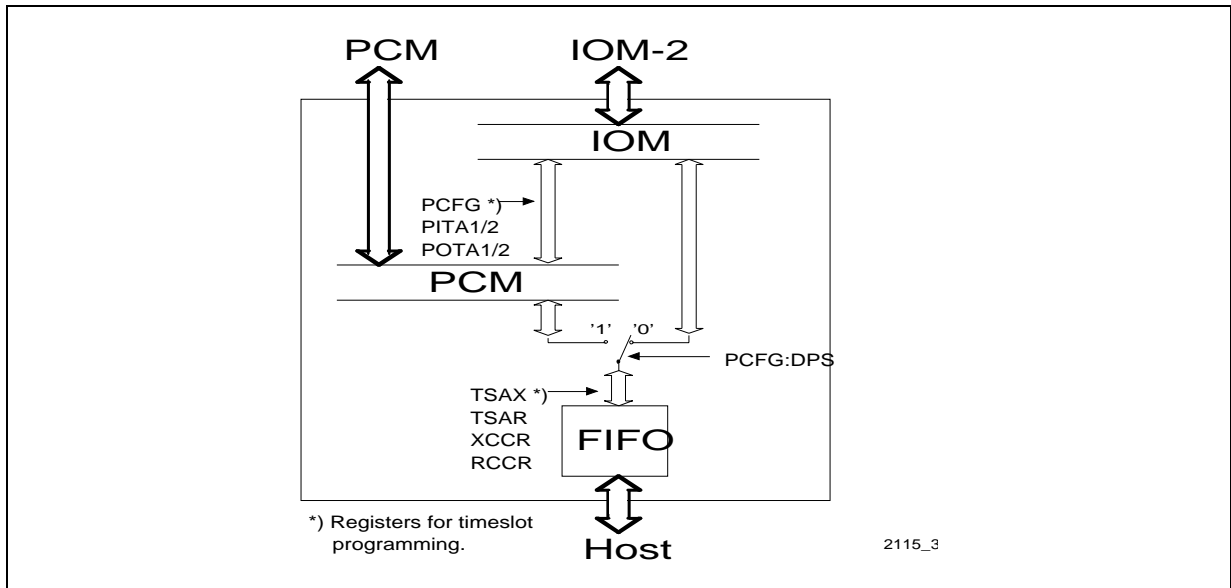 PCM
IOM-2
IOM
PCFG *)
PITA1/2
POTA1/2
PCM
'1' '0'
PCFG:DPS
TSAX *)
TSAR
XCCR
RCCR
FIFO
*) Registers for timeslot
programming.
Host
2115_3